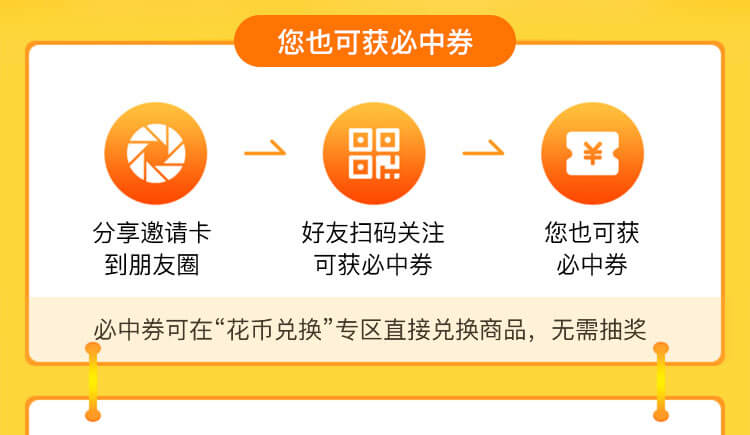 您也可获必中券
分享邀请卡
到朋友圈
好友扫码关注
可获必中券
¥
您也可获
必中券
必中券可在“花币兑换”专区直接兑换商品，无需抽奖